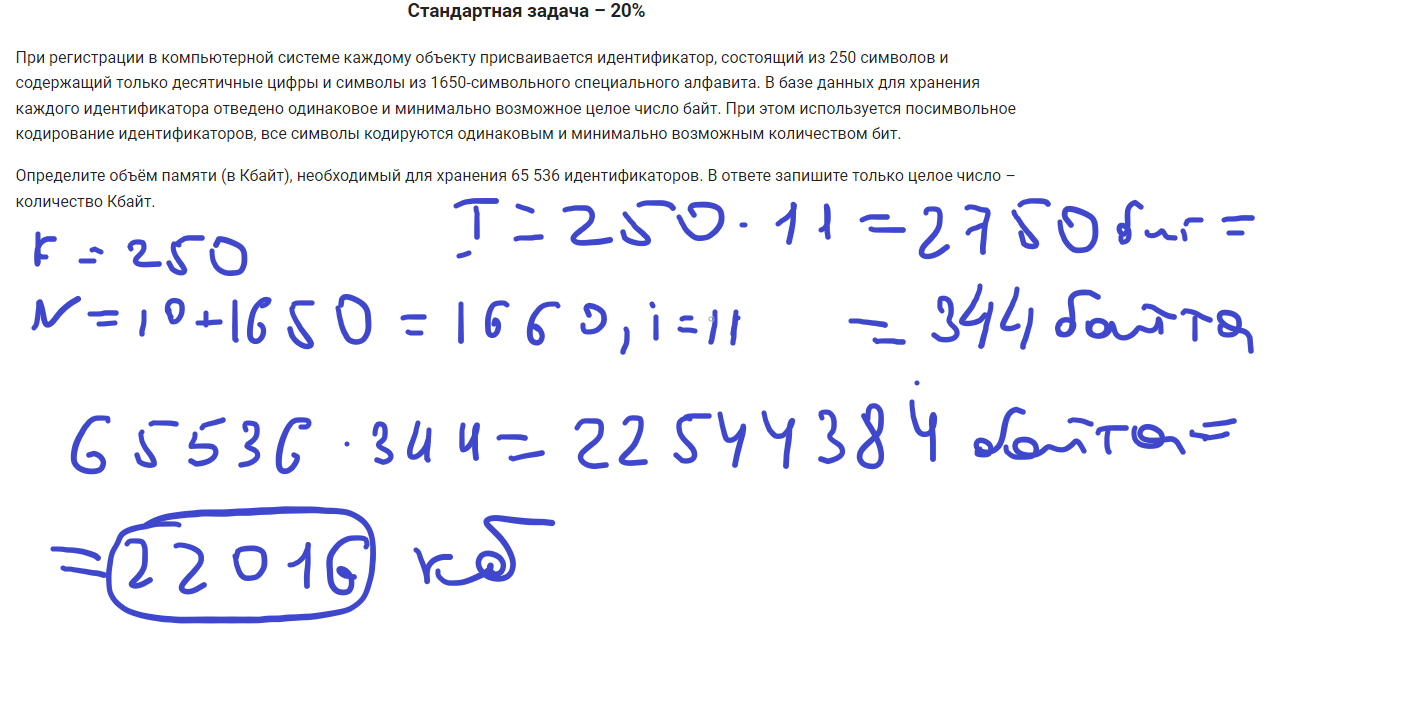 Стандартная задача – 20%
При регистрации в компьютерной системе каждому объекту присваивается идентификатор, состоящий из 250 символов и
содержащий только десятичные цифры и символы из 1650-символьного специального алфавита. В базе данных для хранения
каждого идентификатора отведено одинаковое и минимально возможное целое число байт. При этом используется посимвольное
кодирование идентификаторов, все символы кодируются одинаковым и минимально возможным количеством бит.
Определите объём памяти (в Кбайт), необходимый для хранения 65 536 идентификаторов. В ответе запишите только целое число –
количество Кбайт.
I = 250 · 11 = 2750 бит =
K = 250
N = 10 + 1650 = 1660, i = 11
= 344 байта
65536 · 344 = 22544384 байта =
= 22016 кб